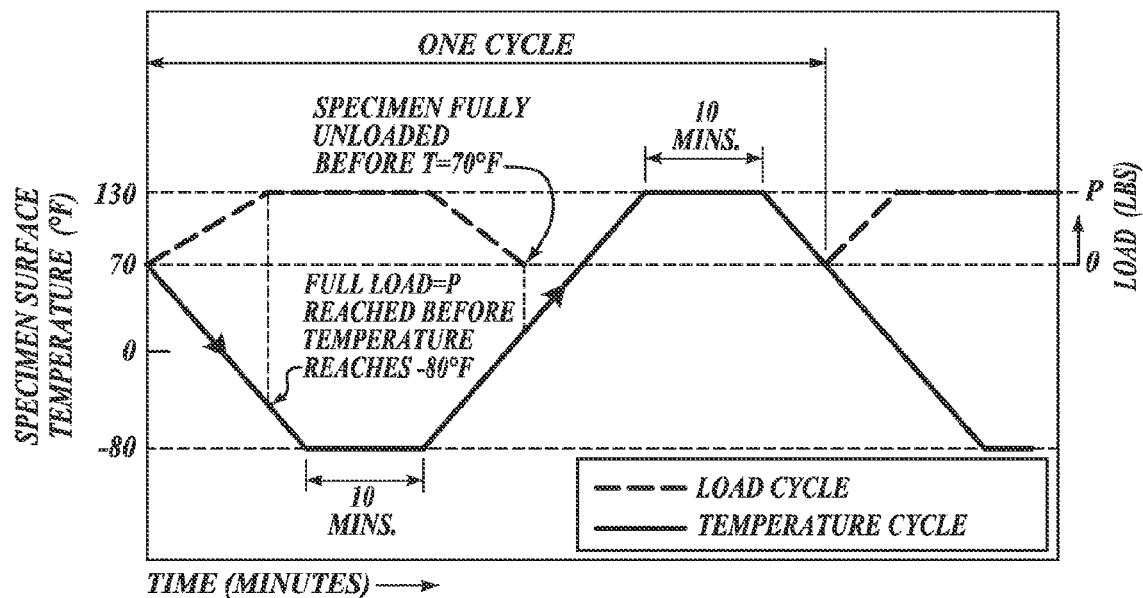 ONE CYCLE
SPECIMEN FULLY
UNLOADED
BEFORE T=70°F
10
MINS.
SPECIMEN SURFACE
TEMPERATURE (°F)
130
70
0
-80
P
0
LOAD (LBS)
FULL LOAD=P
REACHED BEFORE
TEMPERATURE
REACHES -80°F
10
MINS.
LOAD CYCLE
TEMPERATURE CYCLE
TIME (MINUTES)